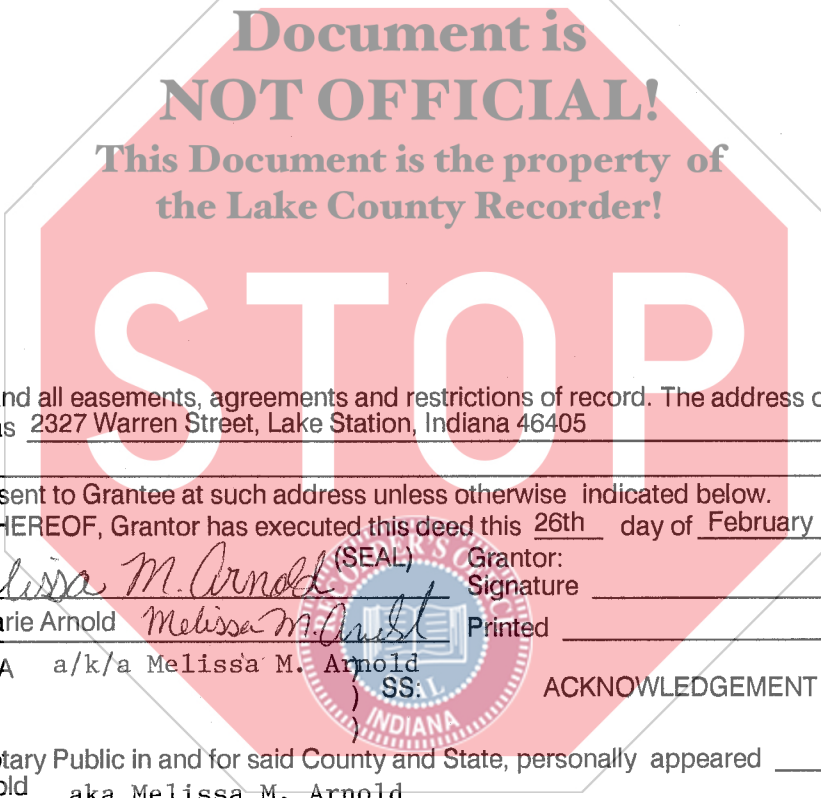 Document is
NOT OFFICIAL!
This Document is the property of
the Lake County Recorder!
STOP
nd all easements, agreements and restrictions of record. The address o
s 2327 Warren Street, Lake Station, Indiana 46405
sent to Grantee at such address unless otherwise indicated below.
HEREOF, Grantor has executed this deed this 26th day of February
lissa M. Arnold (SEAL) Grantor:
Signature
arie Arnold Melissa M. Arnold Printed
A a/k/a Melissa M. Arnold )
) SS: ACKNOWLEDGEMENT
)
INDIANA
otary Public in and for said County and State, personally appeared
old aka Melissa M. Arnold